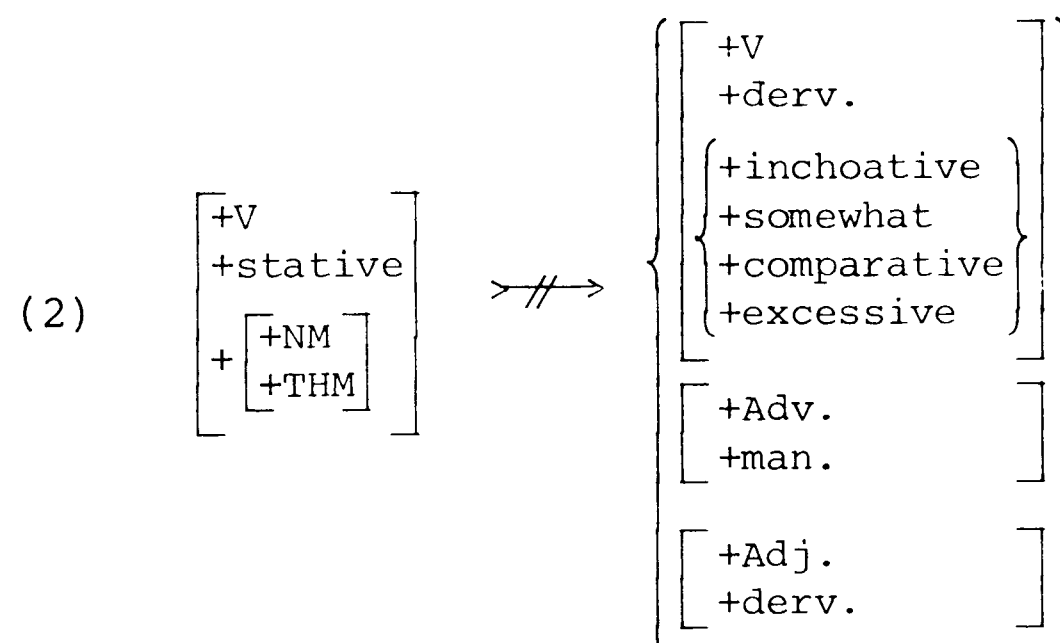 (2)
+V
+stative
+
+NM
+THM
+V
+derv.
+inchoative
+somewhat
+comparative
+excessive
+Adv.
+man.
+Adj.
+derv.